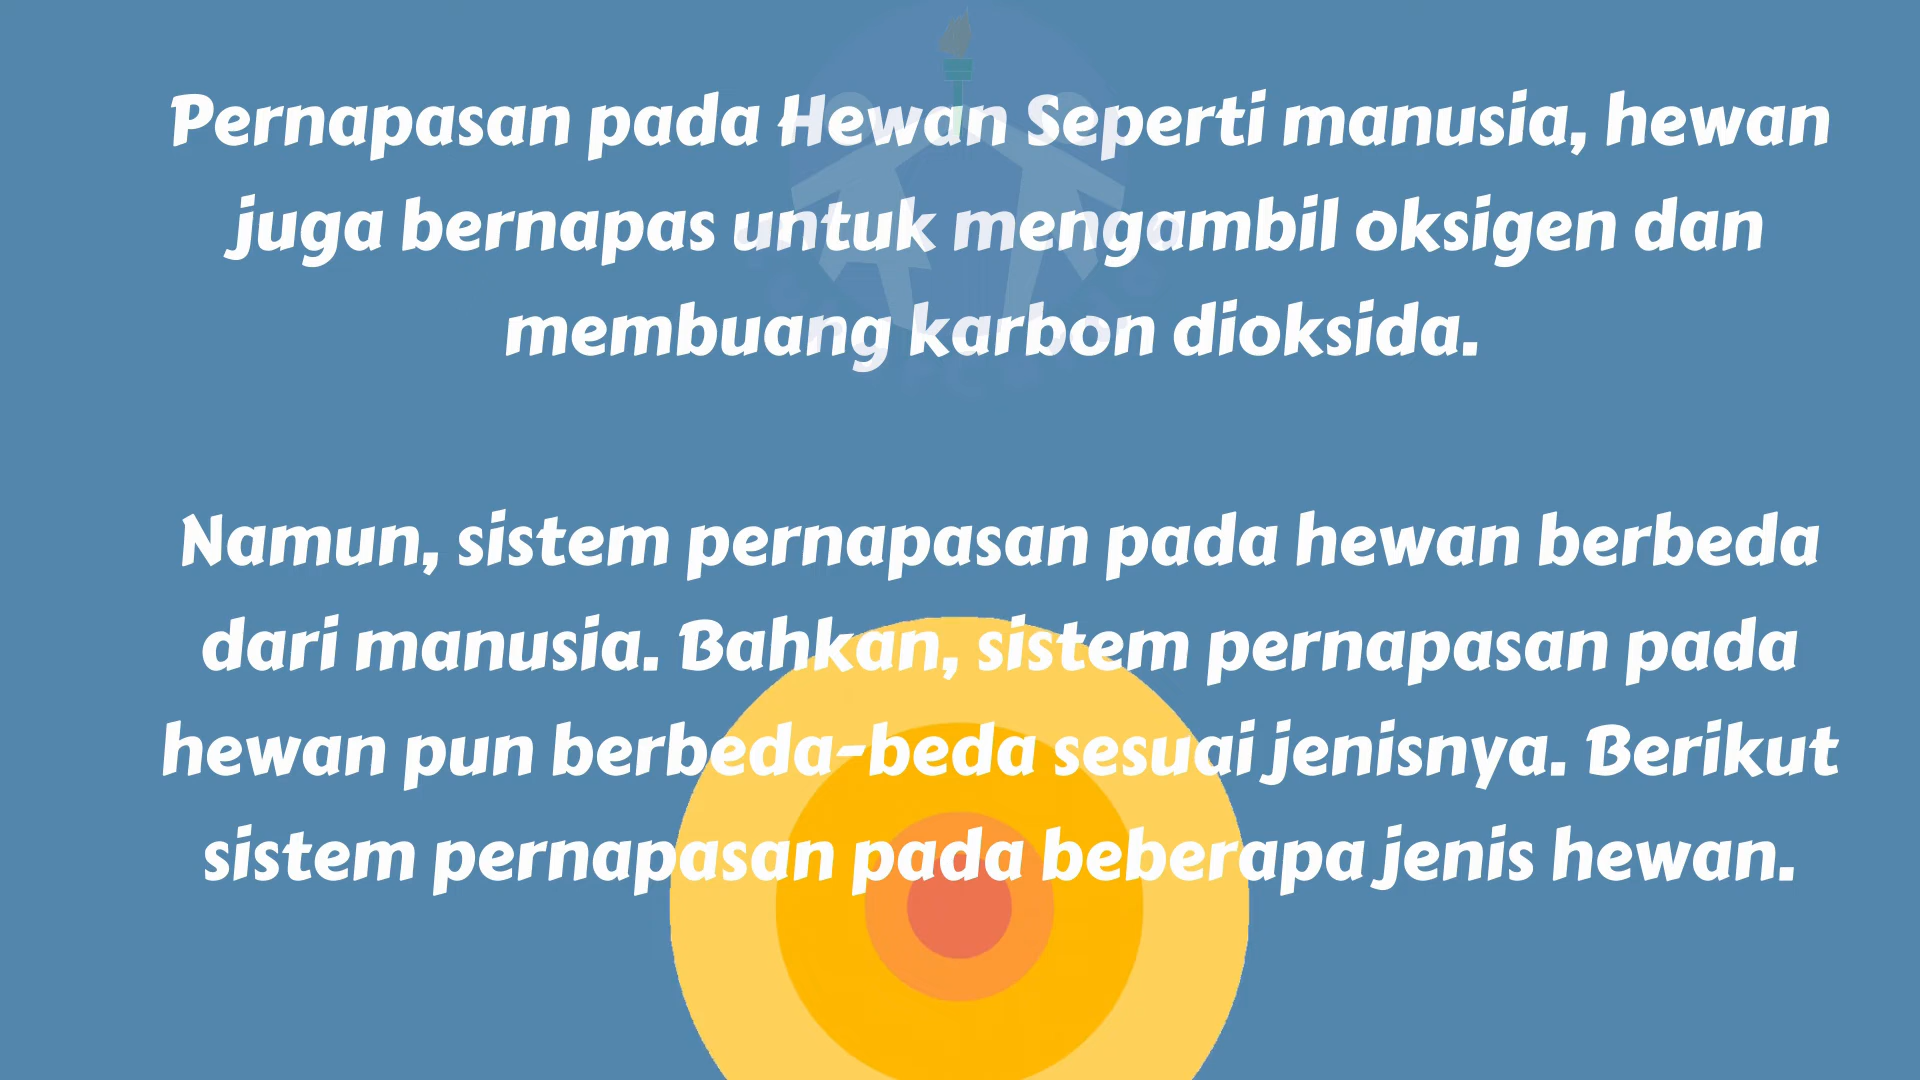 Pernapasan pada Hewan Seperti manusia, hewan
juga bernapas untuk mengambil oksigen dan
membuang karbon dioksida.
Namun, sistem pernapasan pada hewan berbeda
dari manusia. Bahkan, sistem pernapasan pada
hewan pun berbeda-beda sesuai jenisnya. Berikut
sistem pernapasan pada beberapa jenis hewan.